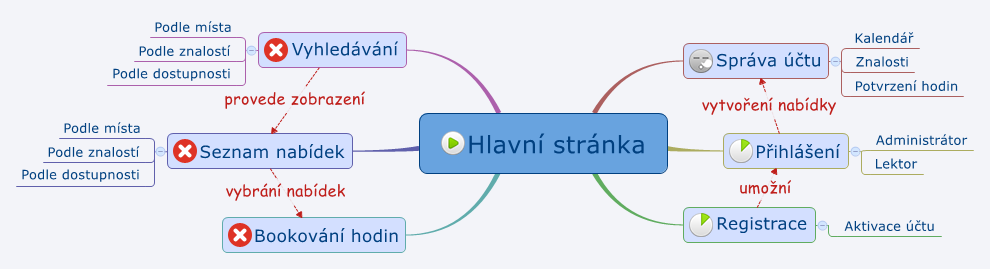 Podle místa
Podle znalostí
Podle dostupnosti
Vyhledávání
provede zobrazení
Podle místa
Podle znalostí
Podle dostupnosti
Seznam nabídek
vybrání nabídek
Bookování hodin
Hlavní stránka
Správa účtu
Kalendář
Znalosti
Potvrzení hodin
vytvoření nabídky
Přihlášení
Administrátor
Lektor
umožní
Registrace
Aktivace účtu